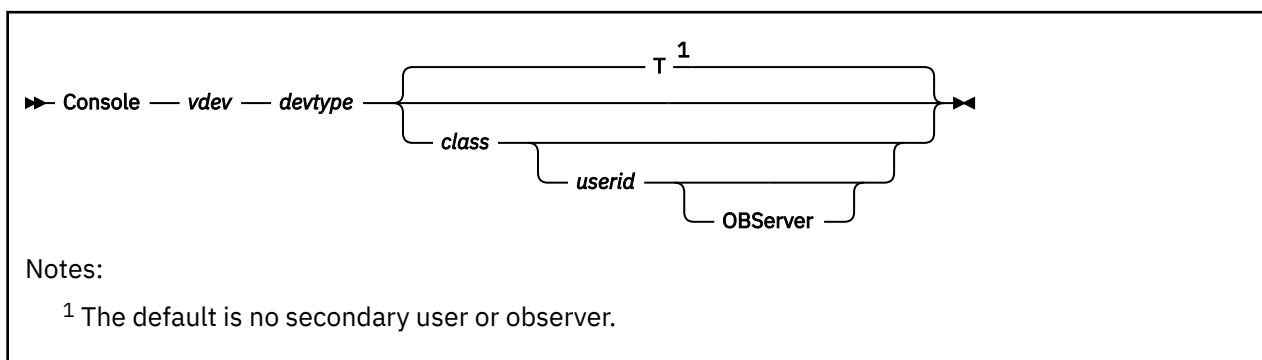 T 1
Console vdev devtype
class
userid
OBServer
Notes:
1 The default is no secondary user or observer.